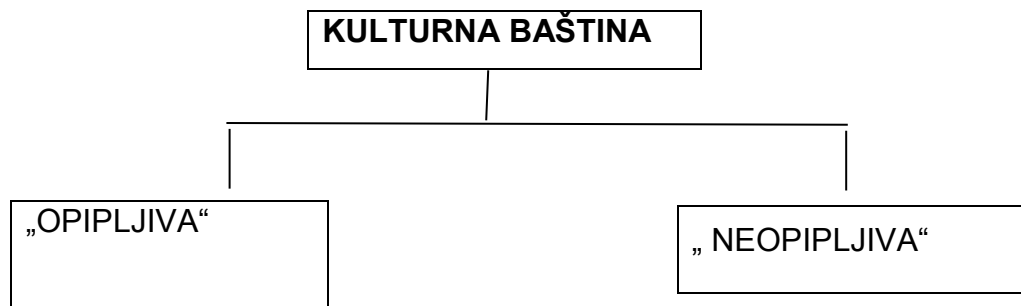 KULTURNA BAŠTINA
„OPIPLJIVA“
„ NEOPIPLJIVA“